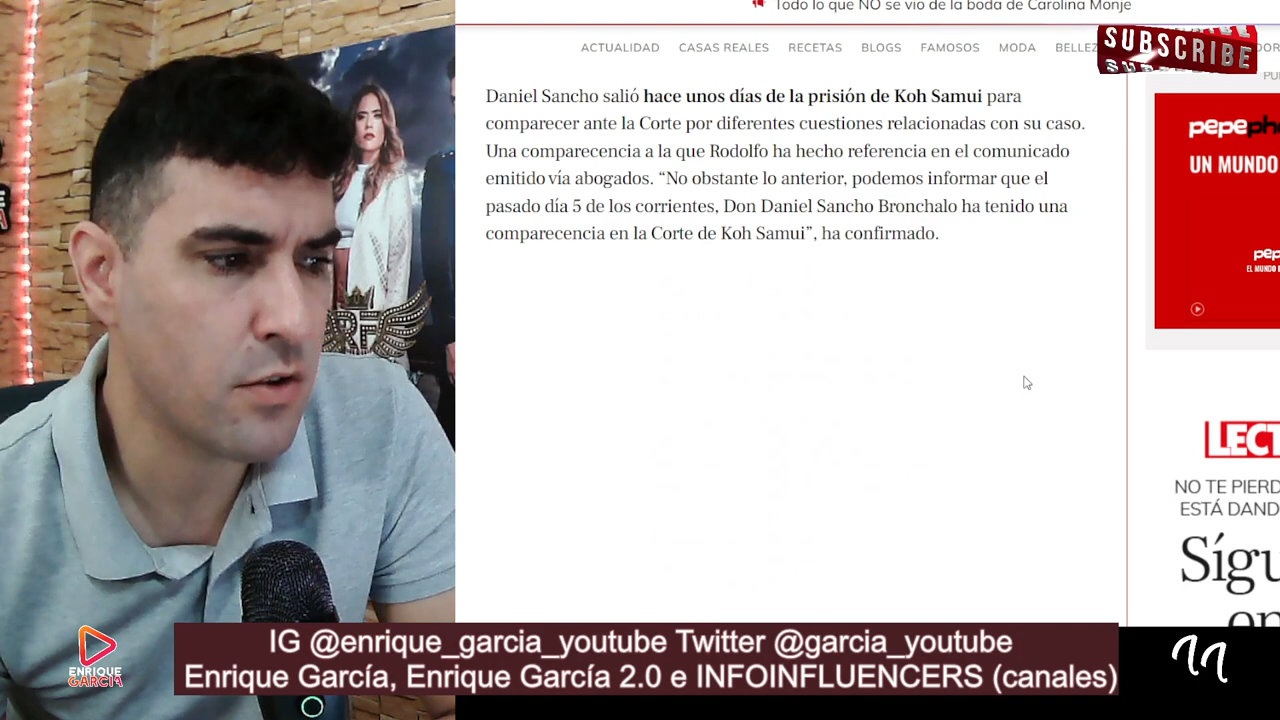 Todo lo que NO se vio de la boda de Carolina Monje
ACTUALIDAD CASAS REALES RECETAS BLOGS FAMOSOS MODA
SUBSCRIBE
Daniel Sancho salió hace unos días de la prisión de Koh Samui para
comparecer ante la Corte por diferentes cuestiones relacionadas con su caso.
Una comparecencia a la que Rodolfo ha hecho referencia en el comunicado
emitido vía abogados. “No obstante lo anterior, podemos informar que el
pasado día 5 de los corrientes, Don Daniel Sancho Bronchalo ha tenido una
comparecencia en la Corte de Koh Samui”, ha confirmado.
UN MUNDO
EL MUNDO
RF
NO TE PIERD
ESTÁ DAND
Sígu
IG @enrique_garcia_youtube Twitter @garcia_youtube
Enrique García, Enrique García 2.0 e INFOINFLUENCERS (canales)
ENRIQUE
GARCÍA